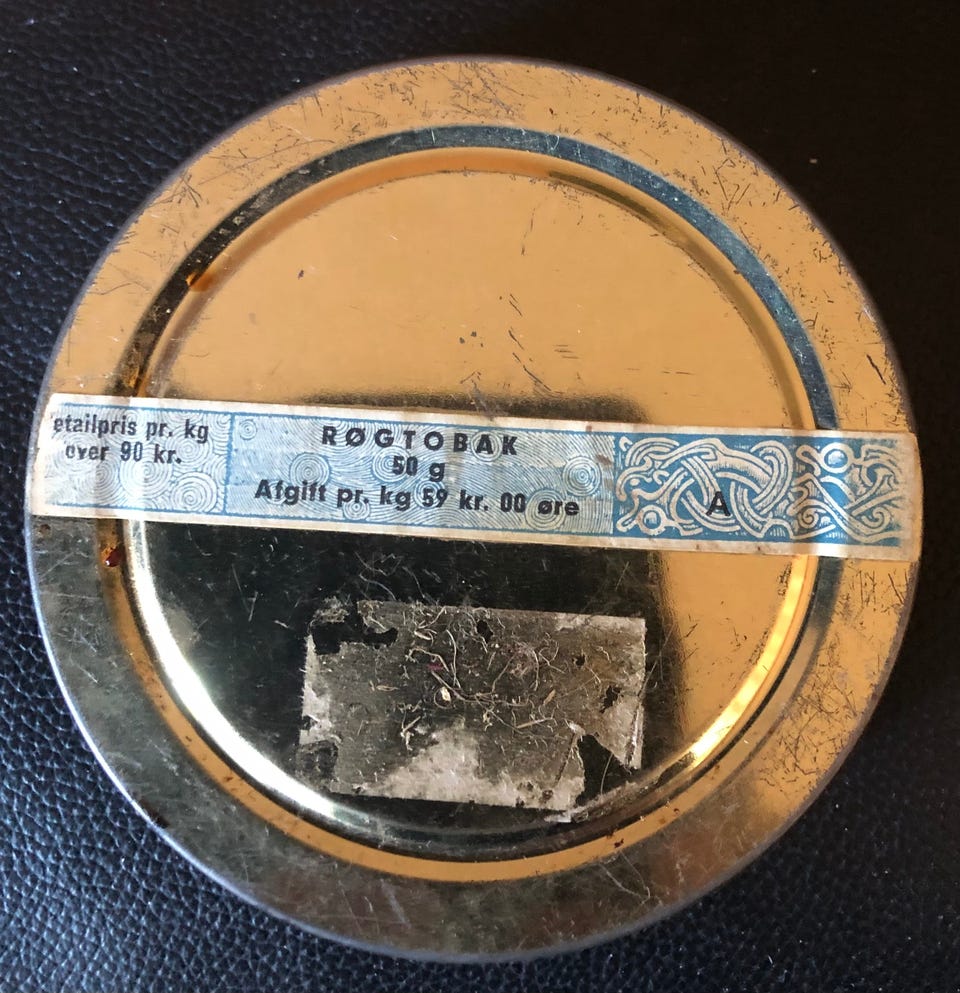 etailpris pr. kg
over 90 kr.
RØGTOBAK
50 g
Afgift pr. kg 59 kr. 00 øre
A